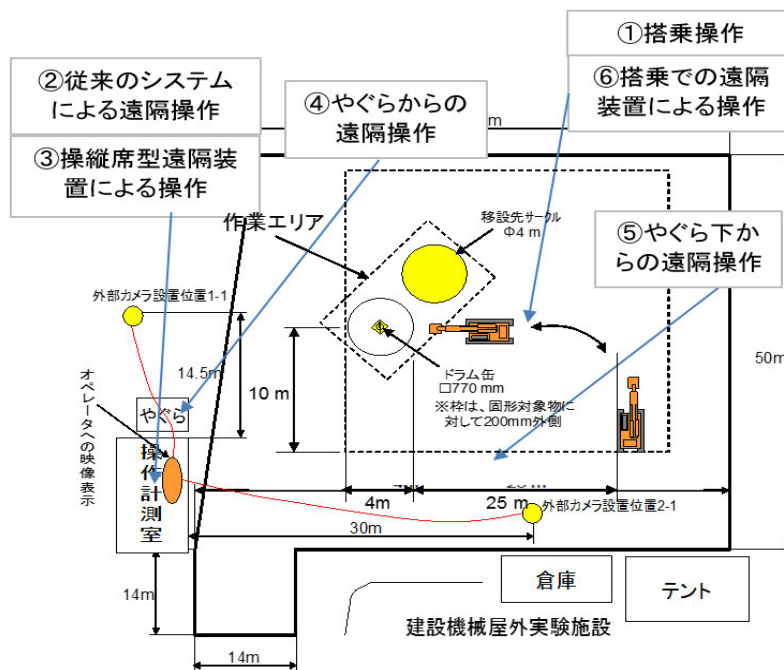 ①搭乗操作
⑥搭乗での遠隔
装置による操作
②従来のシステム
による遠隔操作
④やぐらからの
遠隔操作
m
③操縦席型遠隔装
置による操作
作業エリア
移設先サークル
Φ4 m
⑤やぐら下か
らの遠隔操作
外部カメラ設置位置1-1
14.5m
10 m
ドラム缶
□770 mm
※枠は、固形対象物に
対して200mm外側
50m
オペレータへの映像表示
やぐら
操作計測室
4m
25 m
外部カメラ設置位置2-1
30m
14m
14m
倉庫
テント
建設機械屋外実験施設